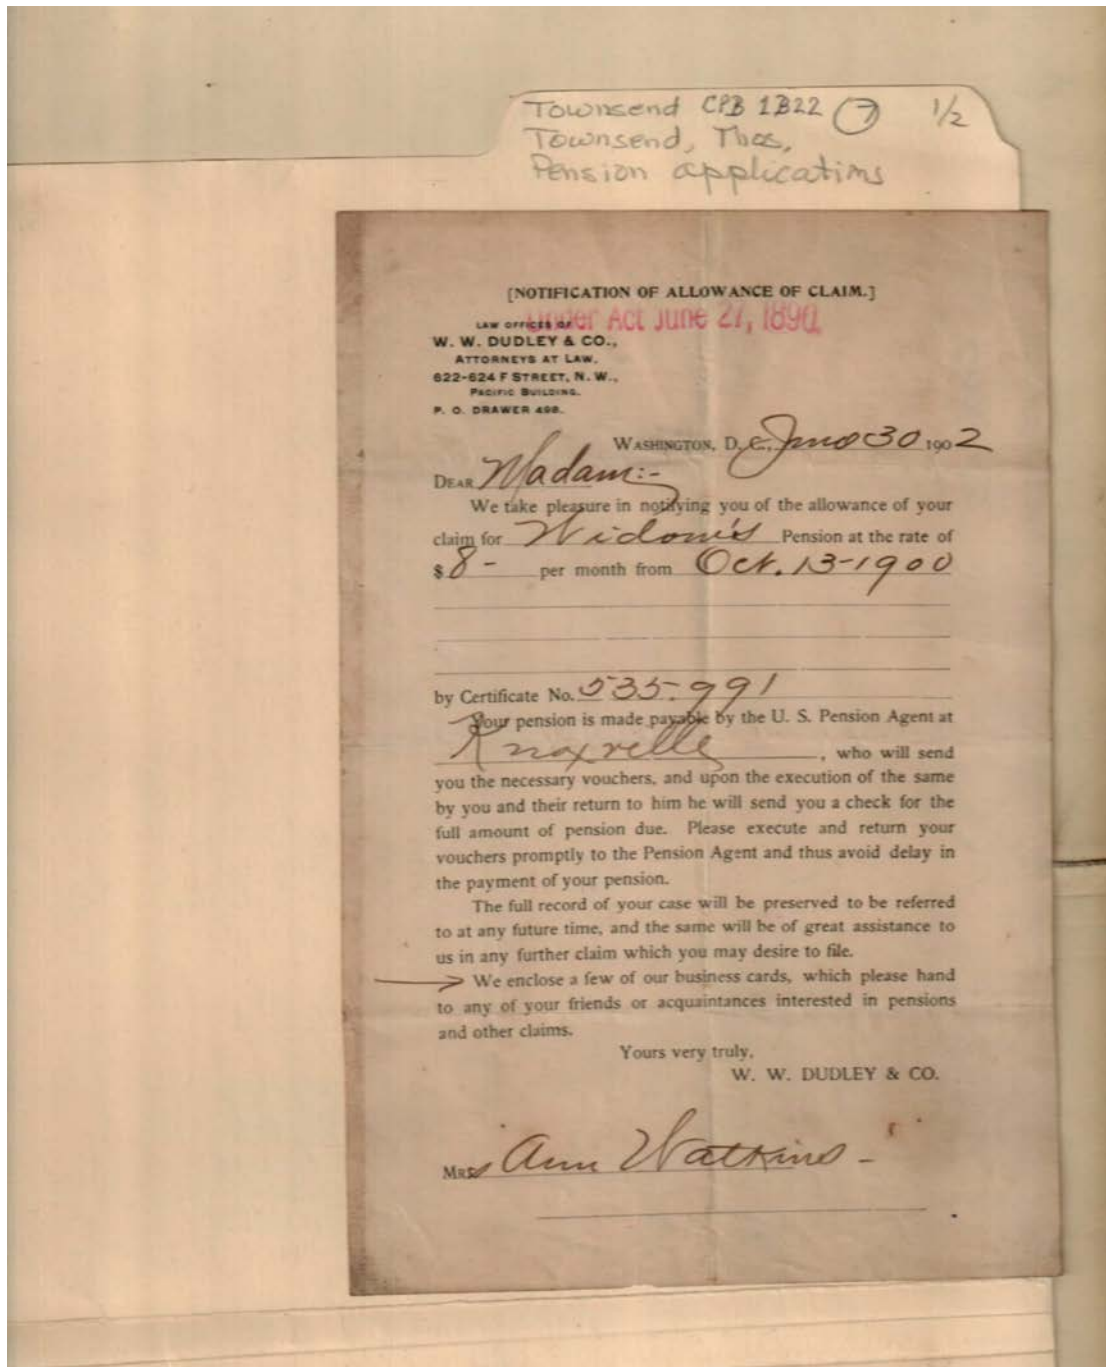 Townsend CPB 1B22 7 1/2
Townsend, Thos,
Pension applications
[NOTIFICATION OF ALLOWANCE OF CLAIM.]
Under Act June 27, 1890
LAW OFFICES OF
W. W. DUDLEY & CO.,
ATTORNEYS AT LAW,
622-624 F STREET, N. W.,
PACIFIC BUILDING.
P. O. DRAWER 498.
WASHINGTON, D. C., June 30 1902
DEAR Madam:-
We take pleasure in notifying you of the allowance of your
claim for Widow's Pension at the rate of
$ 8- per month from Oct. 13-1900
by Certificate No. 535.991
Your pension is made payable by the U. S. Pension Agent at
Knoxville, who will send
you the necessary vouchers, and upon the execution of the same
by you and their return to him he will send you a check for the
full amount of pension due. Please execute and return your
vouchers promptly to the Pension Agent and thus avoid delay in
the payment of your pension.
The full record of your case will be preserved to be referred
to at any future time, and the same will be of great assistance to
us in any further claim which you may desire to file.
We enclose a few of our business cards, which please hand
to any of your friends or acquaintances interested in pensions
and other claims.
Yours very truly,
W. W. DUDLEY & CO.
MRS Ann Watkins -